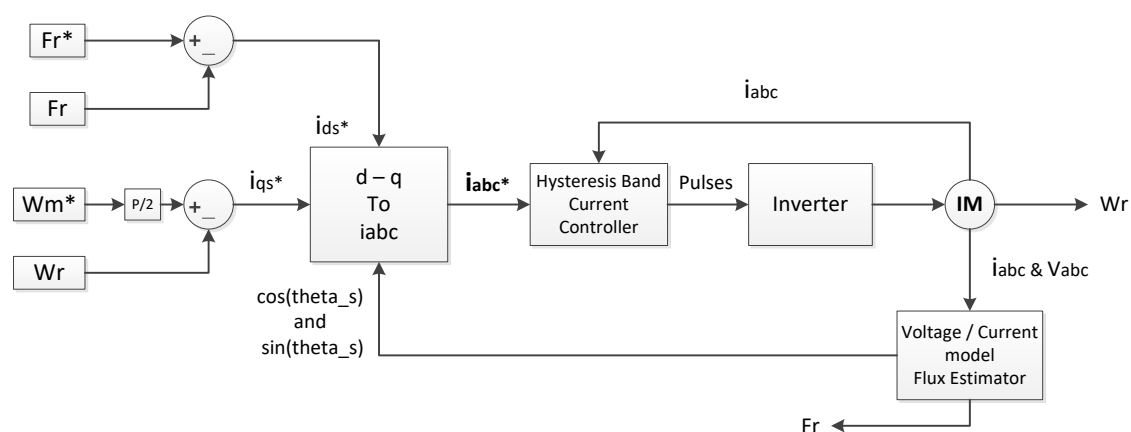 Fr*
+
_
Fr
iabc
ids*
Wm*
P/2
+
_
iqs*
d – q
To
iabc
iabc*
Hysteresis Band
Current
Controller
Pulses
Inverter
IM
Wr
Wr
iabc & Vabc
cos(theta_s)
and
sin(theta_s)
Voltage / Current
model
Flux Estimator
Fr